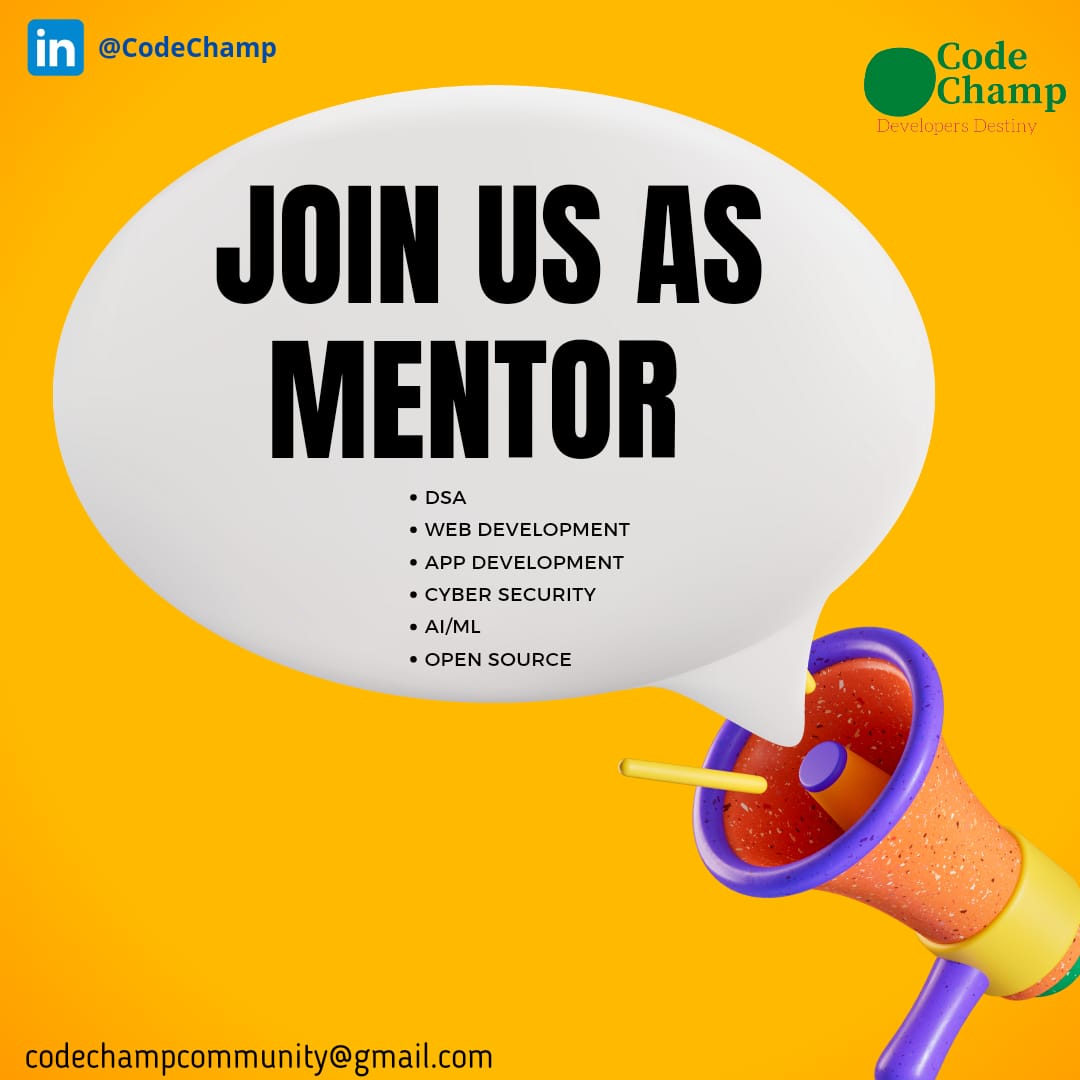 in @CodeChamp
Code
Champ
Developers Destiny
JOIN US AS
MENTOR
• DSA
• WEB DEVELOPMENT
• APP DEVELOPMENT
• CYBER SECURITY
• AI/ML
• OPEN SOURCE
codechampcommunity@gmail.com